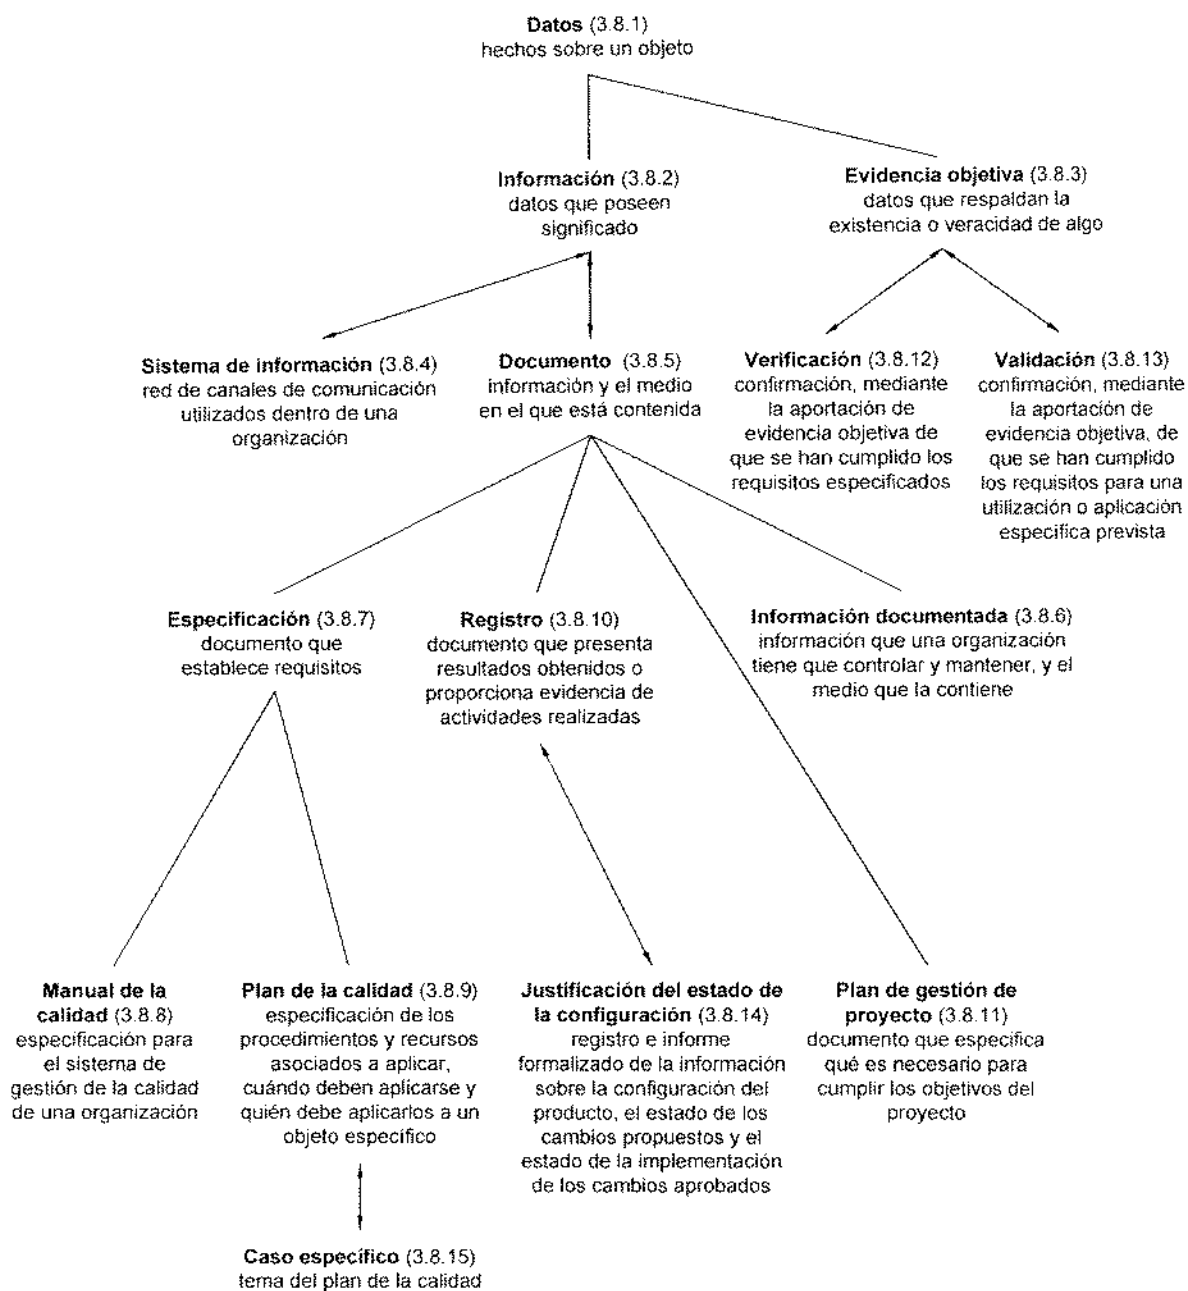 Datos (3.8.1)
hechos sobre un objeto
Información (3.8.2)
datos que poseen
significado
Evidencia objetiva (3.8.3)
datos que respaldan la
existencia o veracidad de algo
Sistema de información (3.8.4)
red de canales de comunicación
utilizados dentro de una
organización
Documento (3.8.5)
información y el medio
en el que está contenida
Verificación (3.8.12)
confirmación, mediante
la aportación de
evidencia objetiva de
que se han cumplido los
requisitos especificados
Validación (3.8.13)
confirmación, mediante
la aportación de
evidencia objetiva, de
que se han cumplido
los requisitos para una
utilización o aplicación
específica prevista
Especificación (3.8.7)
documento que
establece requisitos
Registro (3.8.10)
documento que presenta
resultados obtenidos o
proporciona evidencia de
actividades realizadas
Información documentada (3.8.6)
información que una organización
tiene que controlar y mantener, y el
medio que la contiene
Manual de la
calidad (3.8.8)
especificación para
el sistema de
gestión de la calidad
de una organización
Plan de la calidad (3.8.9)
especificación de los
procedimientos y recursos
asociados a aplicar,
cuándo deben aplicarse y
quién debe aplicarlos a un
objeto específico
Justificación del estado de
la configuración (3.8.14)
registro e informe
formalizado de la información
sobre la configuración del
producto, el estado de los
cambios propuestos y el
estado de la implementación
de los cambios aprobados
Plan de gestión de
proyecto (3.8.11)
documento que especifica
qué es necesario para
cumplir los objetivos del
proyecto
Caso específico (3.8.15)
tema del plan de la calidad